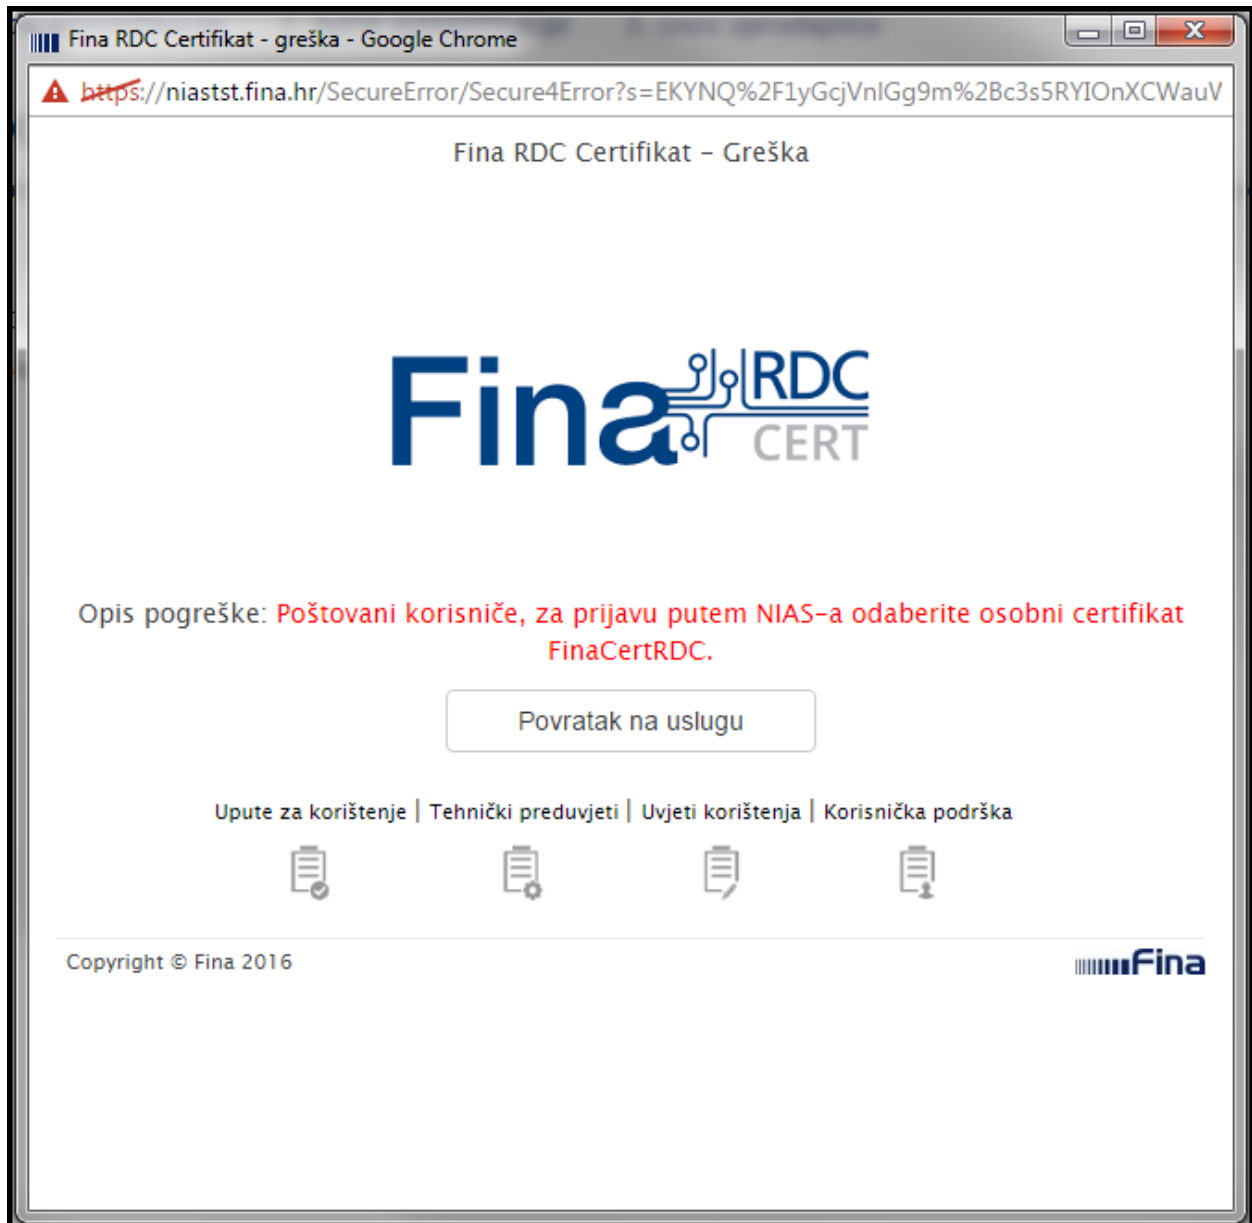 Fina RDC Certifikat - greška - Google Chrome
https://niastst.fina.hr/SecureError/Secure4Error?s=EKYNQ%2F1yGcjVnIGg9m%2Bc3s5RYIOnXCWauV
Fina RDC Certifikat – Greška
Fina RDC
CERT
Opis pogreške: Poštovani korisniče, za prijavu putem NIAS–a odaberite osobni certifikat
FinaCertRDC.
Povratak na uslugu
Upute za korištenje | Tehnički preduvjeti | Uvjeti korištenja | Korisnička podrška
Copyright © Fina 2016
Fina